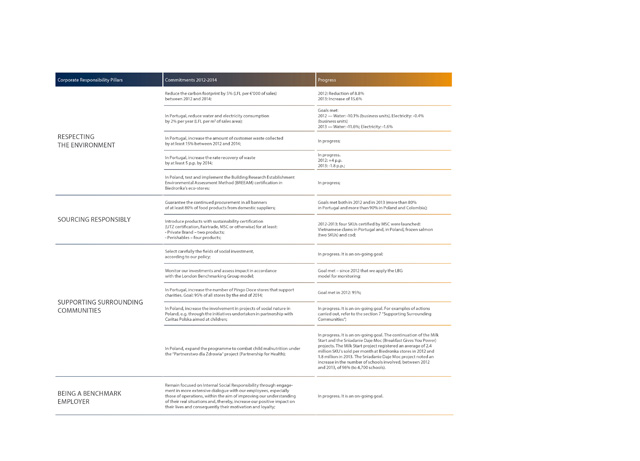 Corporate Responsibility Pillars
Commitments 2012-2014
Progress
RESPECTING
THE ENVIRONMENT
Reduce the carbon footprint by 5% (LFL per €'000 of sales)
between 2012 and 2014;
2012: Reduction of 8.8%
2013: Increase of 55.6%
In Portugal, reduce water and electricity consumption
by 2% per year (LFL per m² of sales area);
Goals met:
2012 — Water: -10.9% (business units). Electricity: -0.9%
(business units)
2013 — Water: -11.8%; Electricity: -1.6%
In Portugal, increase the amount of customer waste collected
by at least 15% between 2012 and 2014;
In progress;
In Portugal, increase the rate recovery of waste
by at least 5 p.p. by 2014;
In progress:
2012: +4 p.p.
2013: -1.8 p.p.;
In Poland, test and implement the Building Research Establishment
Environmental Assessment Method (BREEAM) certification in
Biedronka's eco-stores.
In progress;
SOURCING RESPONSIBLY
Guarantee the continued procurement in all banners
of at least 80% of food products from domestic suppliers;
Goals met both in 2012 and in 2013: more than 80%
in Portugal and more than 90% in Poland and Colombia);
Introduce products with sustainability certification
(UTZ certification, Fairtrade, MSC or otherwise) for at least:
- Private Brand – two products;
- Perishables – four products;
2012-2013: four SKUs certified by MSC were launched:
Vietnamese clams in Portugal and, in Poland, frozen salmon
(two SKUs) and cod;
SUPPORTING SURROUNDING
COMMUNITIES
Select carefully the fields of social investment,
according to our policy;
In progress. It is an on-going goal.
Monitor our investments and assess impact in accordance
with the London Benchmarking Group model;
Goal met – since 2012 that we apply the LBG
model for monitoring;
In Portugal, increase the number of Pingo Doce stores that support
charities. Goal: 95% of all stores by the end of 2014;
Goal met in 2012: 95%;
In Poland, increase the involvement in projects of social nature in
Poland, e.g. through the initiatives undertaken in partnership with
Caritas Polska aimed at children;
In progress. It is an on-going goal. For examples of actions
carried out, refer to the section 7 "Supporting Surrounding
Communities";
In Poland, expand the programme to combat child malnutrition under
the "Partnerstwo dla Zdrowia" project (Partnership for Health);
In progress. It is an on-going goal. The continuation of the Milk
Start and the Śniadanie Daje Moc (Breakfast Gives You Power)
projects. The Milk Start project registered an average of 2.4
million SKUs sold per month at Biedronka stores in 2012 and
1.8 million in 2013. The Śniadanie Daje Moc project noted an
increase in the number of schools involved, between 2012
and 2013, of 96% (to 4,700 schools).
BEING A BENCHMARK
EMPLOYER
Remain focused on Internal Social Responsibility through engage-
ment in more extensive dialogue with our employees, especially
those of operations, within the aim of improving our understanding
of their real situations and, thereby, increase our positive impact on
their lives and consequently their motivation and loyalty;
In progress. It is an on-going goal.